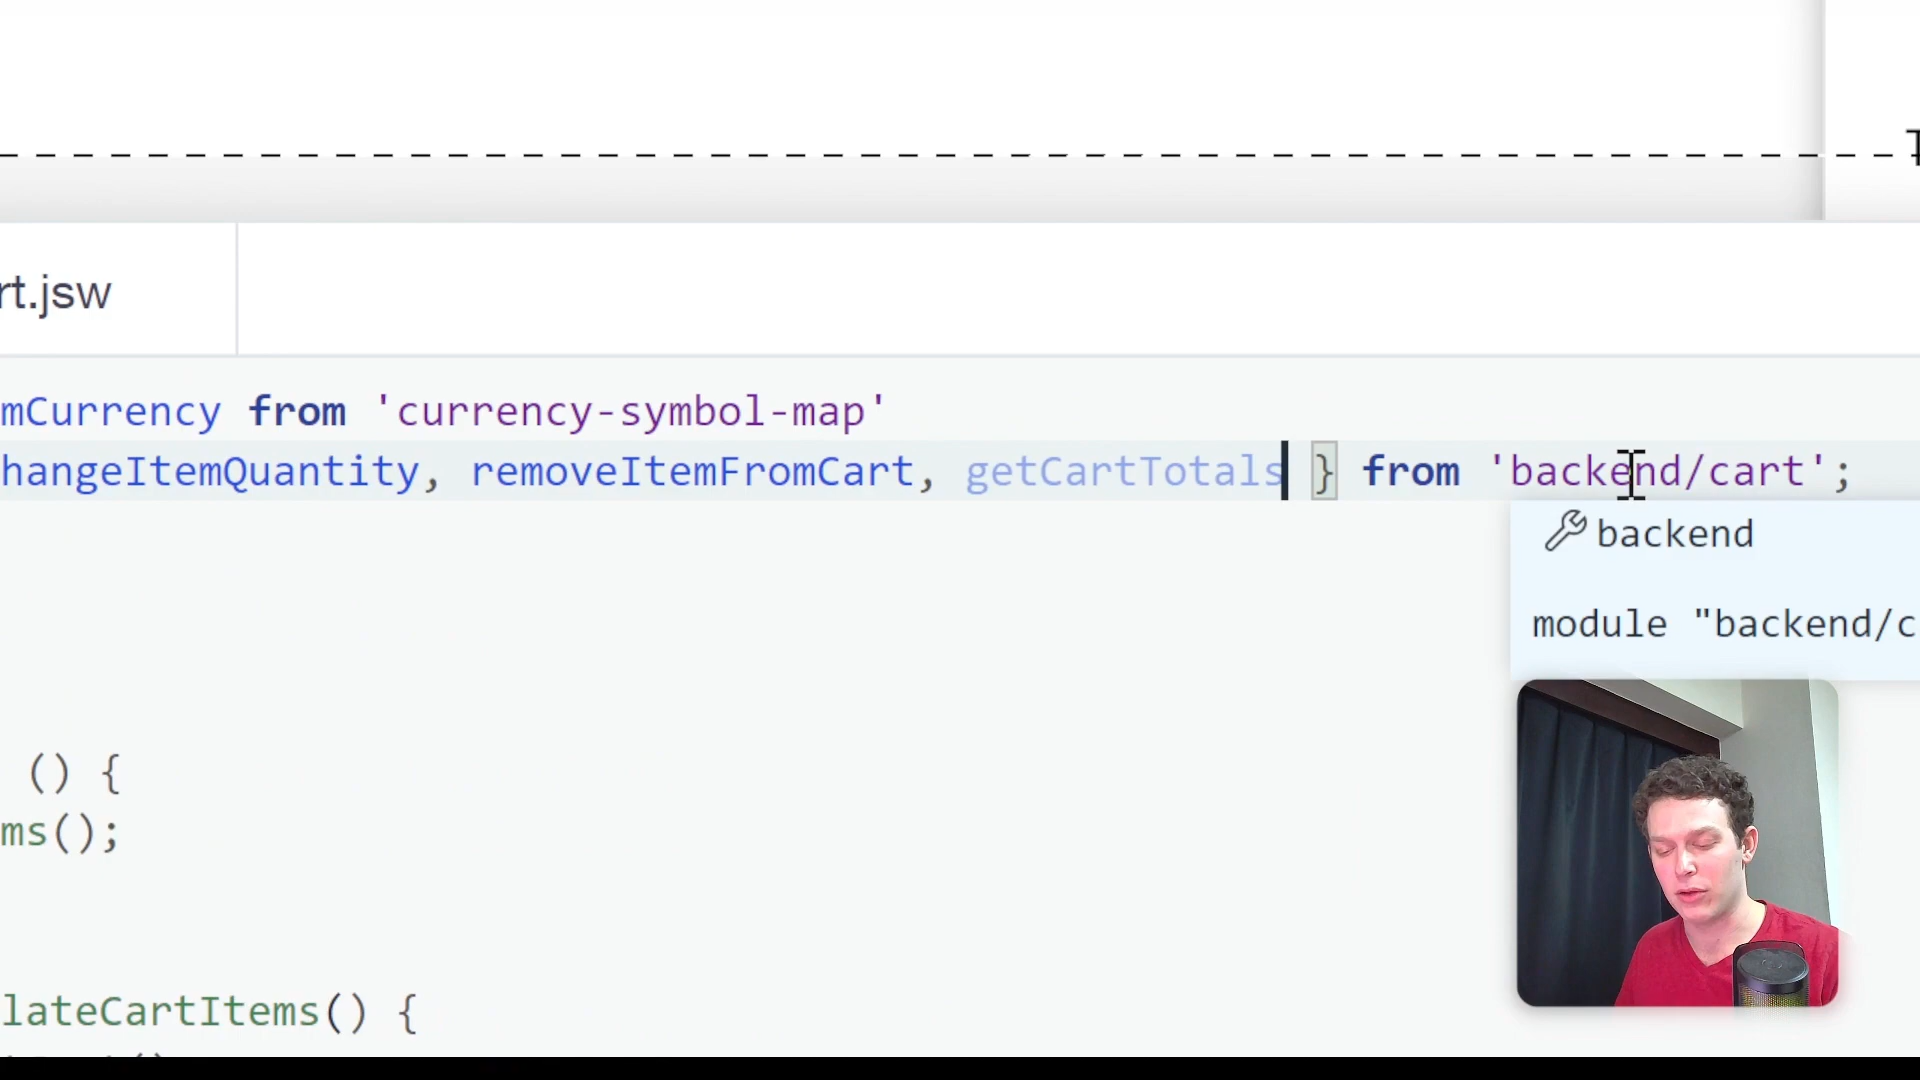 T
rt.jsw
mCurrency from 'currency-symbol-map'
hangeItemQuantity, removeItemFromCart, getCartTotals } from 'backend/cart';
backend
module "backend/c
() {
ms();
lateCartItems() {